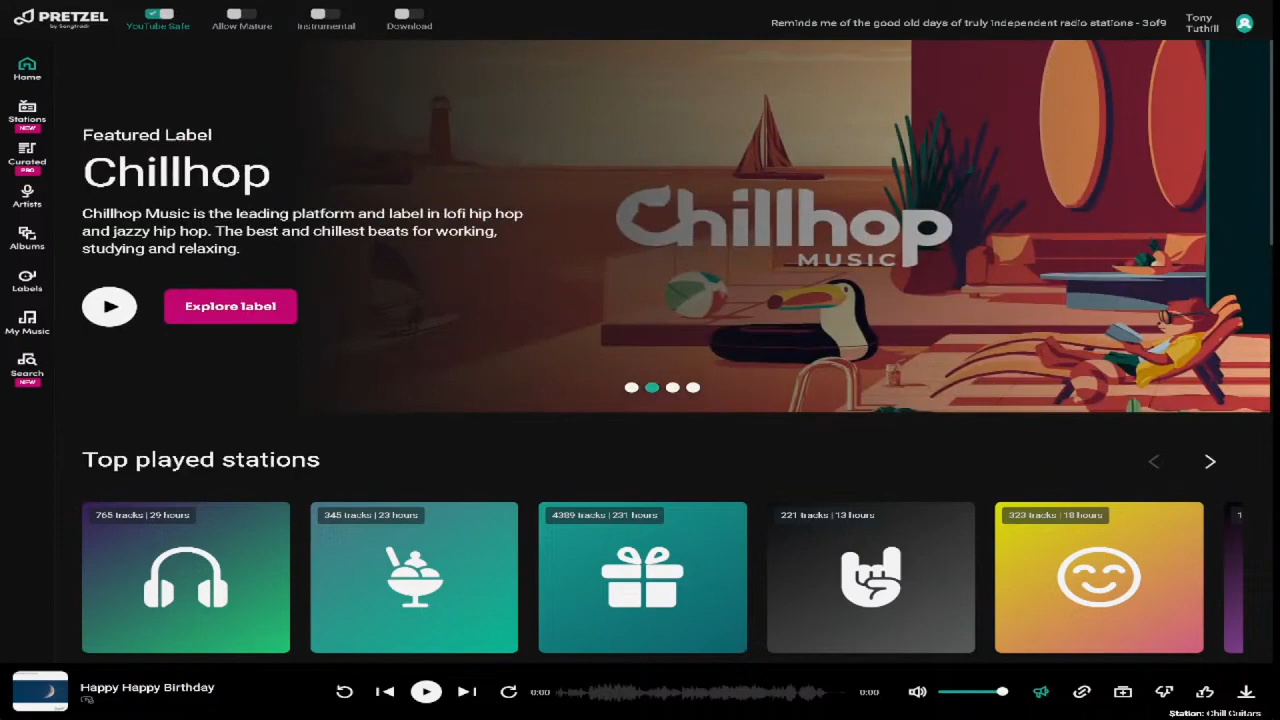 PRETZEL
by Songtradr
YouTube Safe
Allow Mature
Instrumental
Download
Reminds me of the good old days of truly independent radio stations - 3of9
Tony
Tuthill
Home
Stations
NEW
Curated
PRO
Artists
Albums
Labels
My Music
Search
NEW
Featured Label
Chillhop
Chillhop Music is the leading platform and label in lofi hip hop
and jazzy hip hop. The best and chillest beats for working,
studying and relaxing.
Explore label
Chillhop
MUSIC
Top played stations
765 tracks | 29 hours
345 tracks | 23 hours
4389 tracks | 231 hours
221 tracks | 13 hours
323 tracks | 18 hours
1
Happy Happy Birthday
0:00
0:00
Station: Chill Guitars